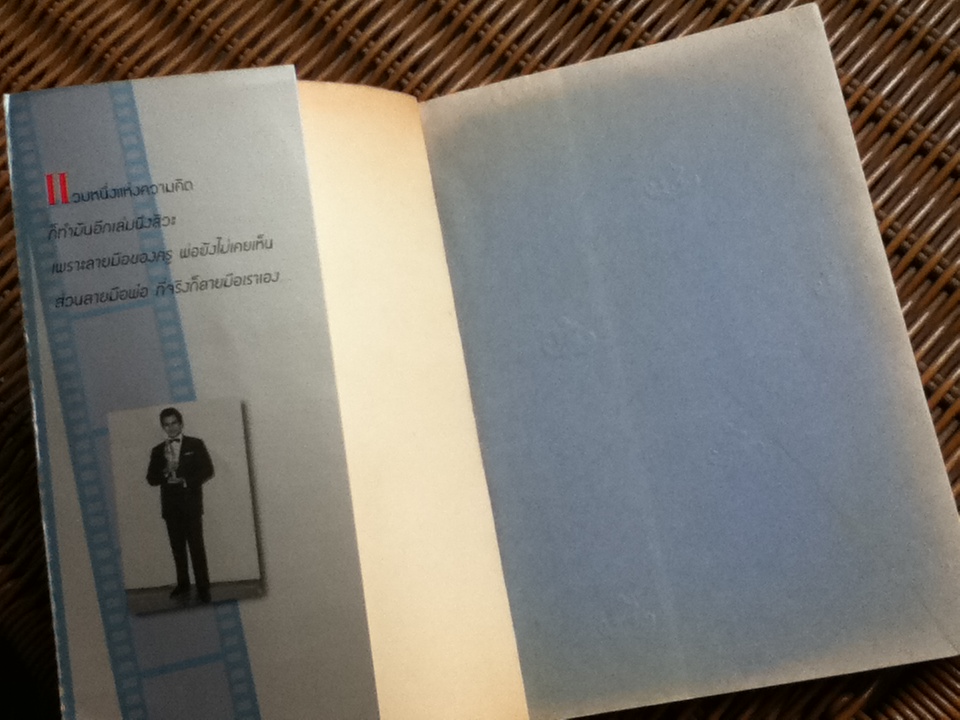 แวบหนึ่งแห่งความคิด
ก็ทำมันอีกเล่มนึงสิวะ
เพราะลายมือของครู พ่อยังไม่เคยเห็น
ส่วนลายมือพ่อ ที่จริงก็ลายมือเราเอง...